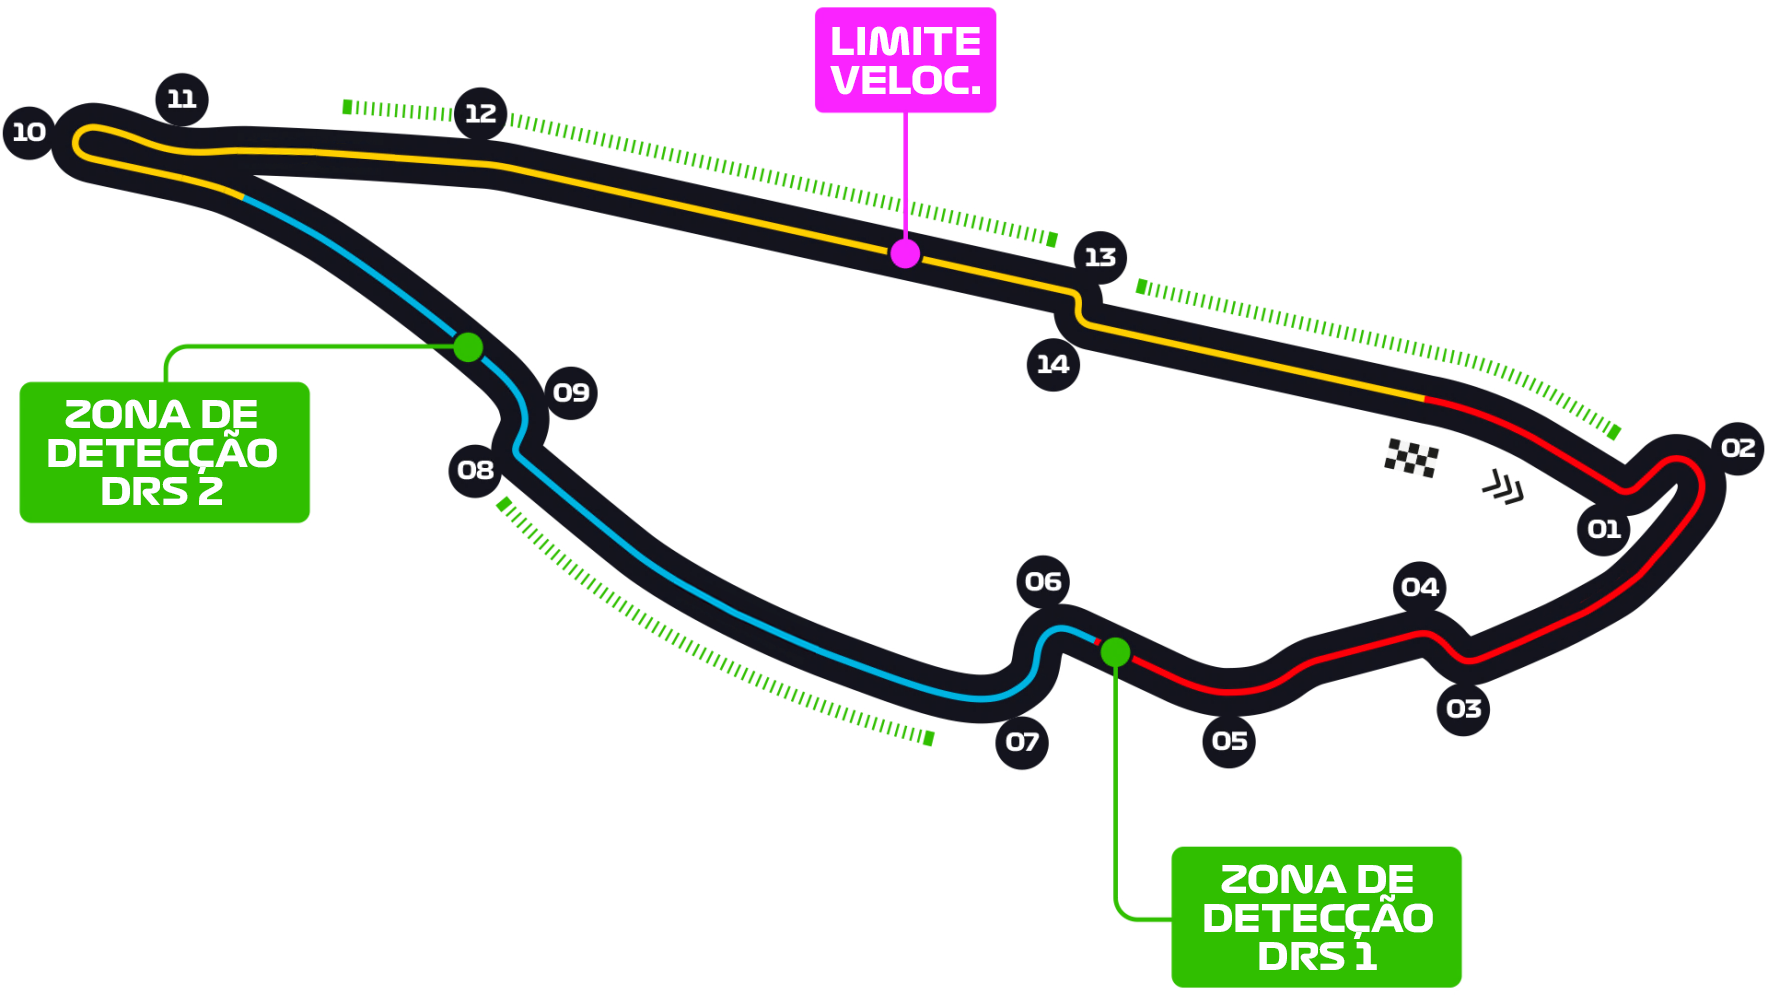 LIMITE
VELOC.
11
12
10
13
14
09
02
ZONA DE
DETECÇÃO
DRS 2
08
01
06
04
03
07
05
ZONA DE
DETECÇÃO
DRS 1